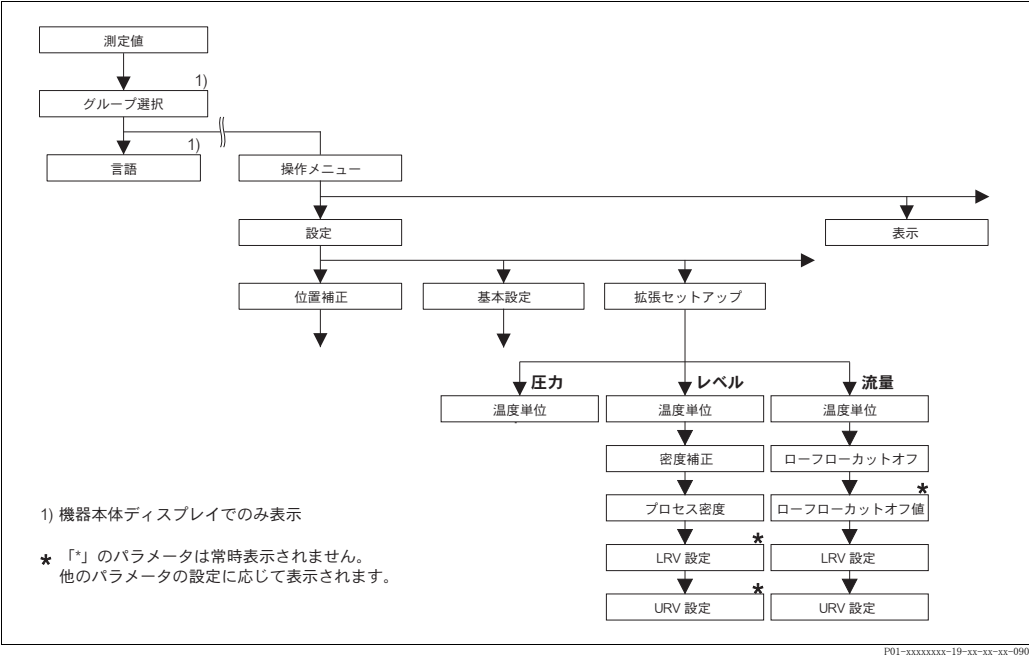 測定値
1)
グループ選択
1)
言語
操作メニュー
設定
表示
位置補正
基本設定
拡張セットアップ
圧力
レベル
流量
温度単位
温度単位
温度単位
密度補正
ローフローカットオフ
*
プロセス密度
ローフローカットオフ値
*
LRV 設定
LRV 設定
*
URV 設定
URV 設定
1) 機器本体ディスプレイでのみ表示
* 「*」のパラメータは常時表示されません。
他のパラメータの設定に応じて表示されます。
P01-xxxxxxxx-19-xx-xx-xx-090